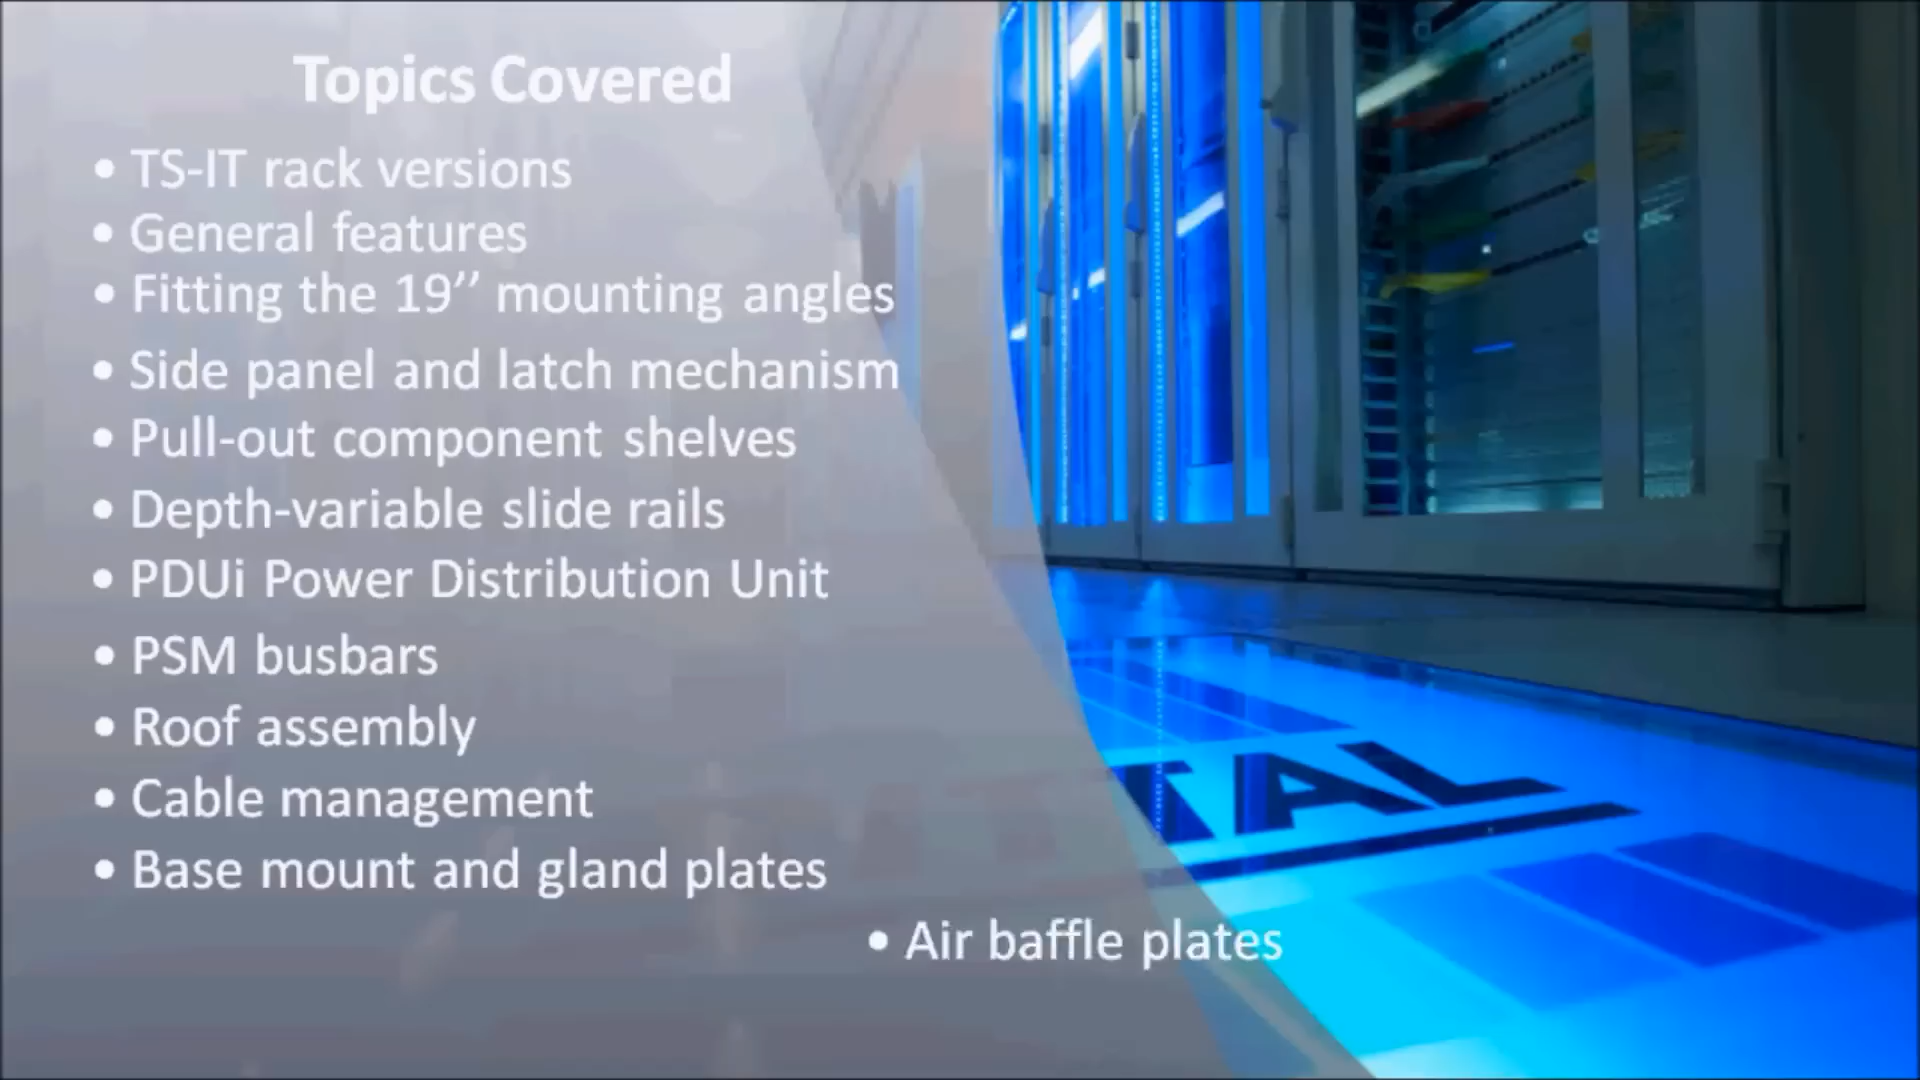 Topics Covered
• TS-IT rack versions
• General features
• Fitting the 19’’ mounting angles
• Side panel and latch mechanism
• Pull-out component shelves
• Depth-variable slide rails
• PDUi Power Distribution Unit
• PSM busbars
• Roof assembly
• Cable management
• Base mount and gland plates
• Air baffle plates
TAL